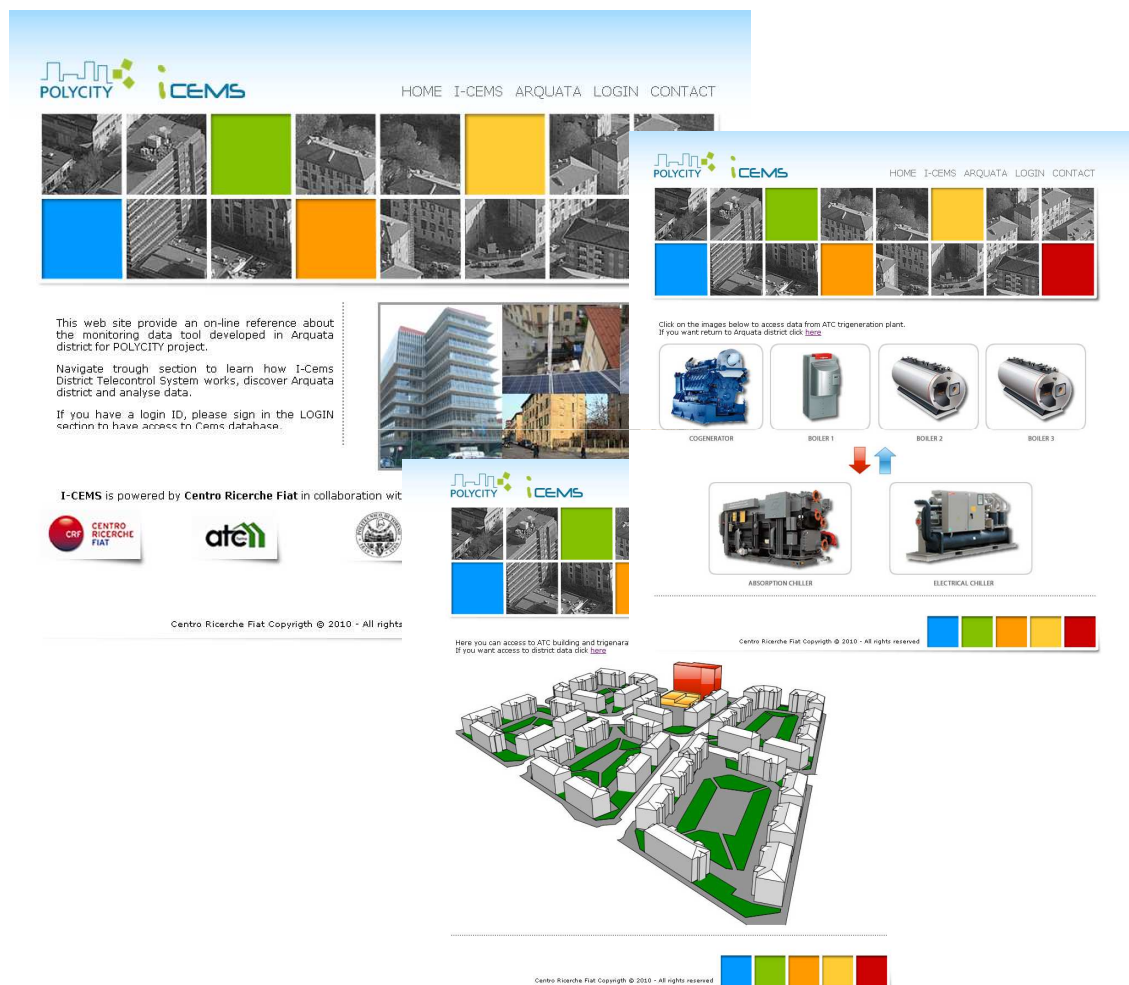 POLYCITY
iCEMS
HOME I-CEMS ARQUATA LOGIN CONTACT
This web site provide an on-line reference about
the monitoring data tool developed in Arquata
district for POLYCITY project.
Navigate trough section to learn how I-Cems
District Telecontrol System works, discover Arquata
district and analyse data.
If you have a login ID, please sign in the LOGIN
section to have access to Cems database.
I-CEMS is powered by Centro Ricerche Fiat in collaboration wit
CRF
CENTRO
RICERCHE
FIAT
atc
Centro Ricerche Fiat Copyrigth © 2010 - All rights
POLYCITY
iCEMS
HOME I-CEMS ARQUATA LOGIN CONTACT
Click on the images below to access data from ATC trigeneration plant.
If you want return to Arquata district click here
COGENERATOR
BOILER 1
BOILER 2
BOILER 3
ABSORPTION CHILLER
ELECTRICAL CHILLER
Centro Ricerche Fiat Copyrigth © 2010 - All rights reserved
POLYCITY
iCEMS
Here you can access to ATC building and trigenara
If you want access to district data click here
Centro Ricerche Fiat Copyrigth © 2010 - All rights reserved